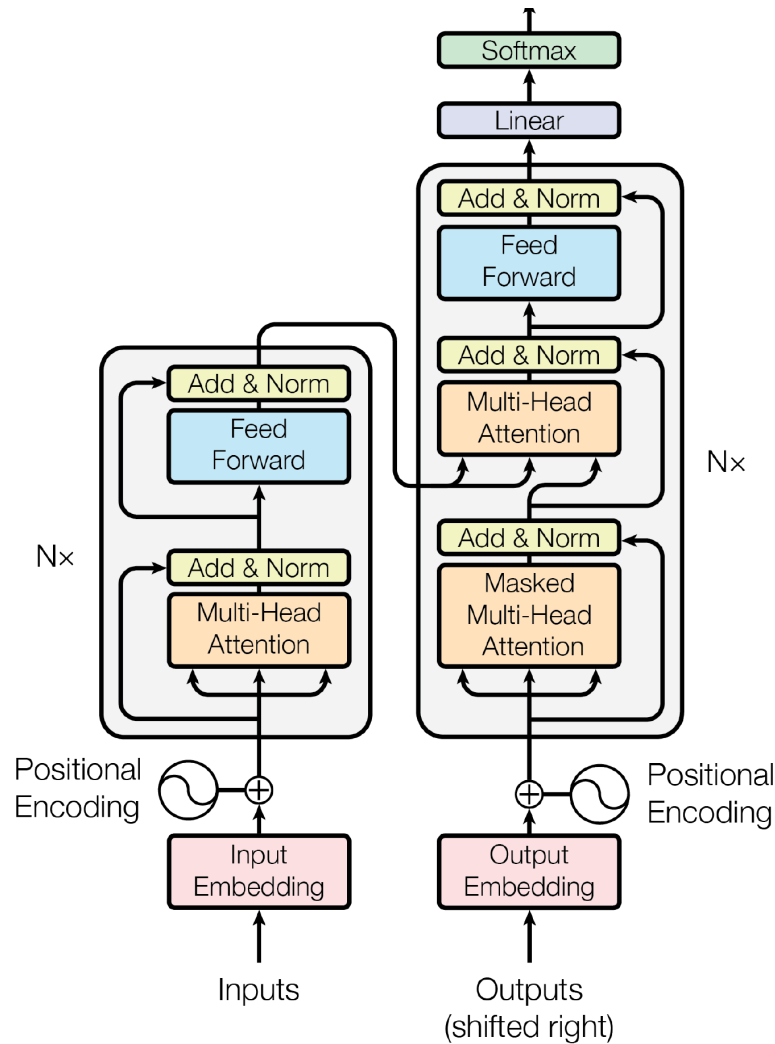 Softmax
Linear
Add & Norm
Feed
Forward
Add & Norm
Multi-Head
Attention
Add & Norm
Masked
Multi-Head
Attention
N×
Add & Norm
Feed
Forward
Add & Norm
Multi-Head
Attention
N×
Positional
Encoding
Positional
Encoding
Input
Embedding
Output
Embedding
Inputs
Outputs
(shifted right)